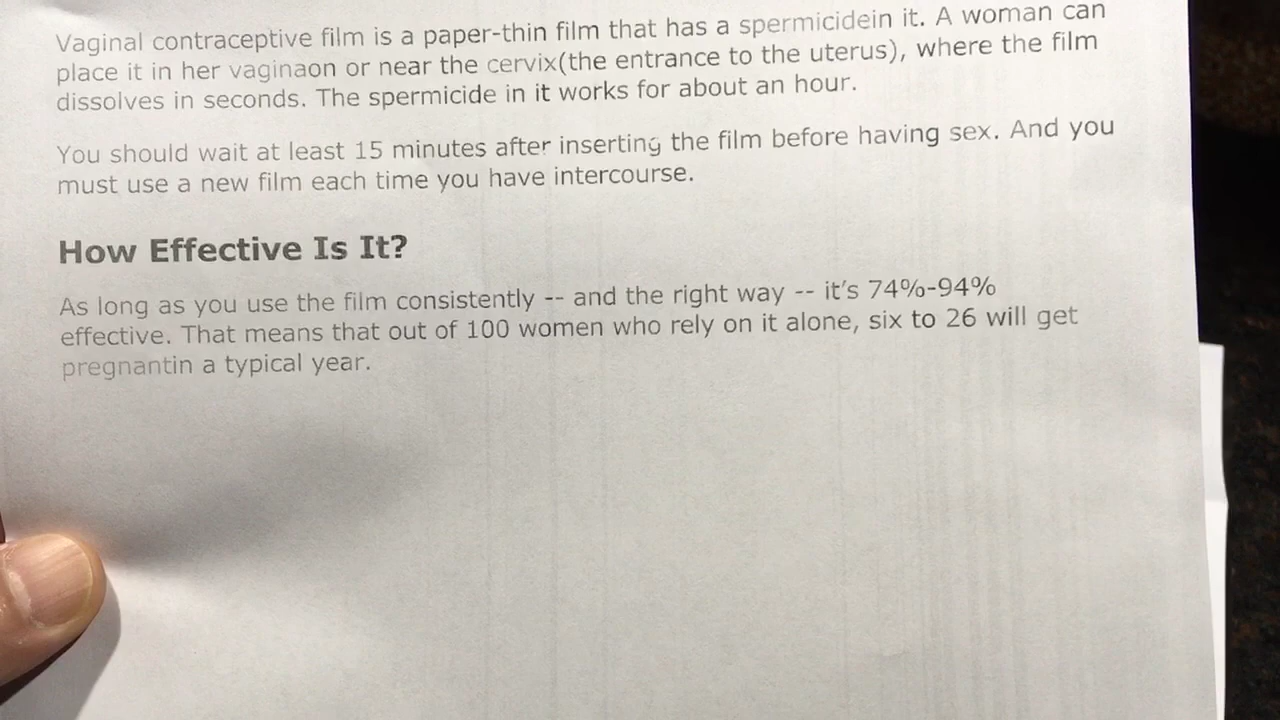 Vaginal contraceptive film is a paper-thin film that has a spermicidein it. A woman can
place it in her vaginaon or near the cervix(the entrance to the uterus), where the film
dissolves in seconds. The spermicide in it works for about an hour.
You should wait at least 15 minutes after inserting the film before having sex. And you
must use a new film each time you have intercourse.
How Effective Is It?
As long as you use the film consistently -- and the right way -- it's 74%-94%
effective. That means that out of 100 women who rely on it alone, six to 26 will get
pregnantin a typical year.